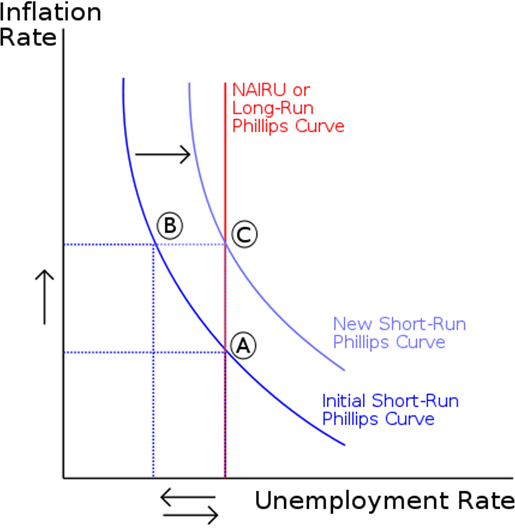 Inflation
Rate
NAIRU or
Long-Run
Phillips Curve
B
C
A
New Short-Run
Phillips Curve
Initial Short-Run
Phillips Curve
Unemployment Rate